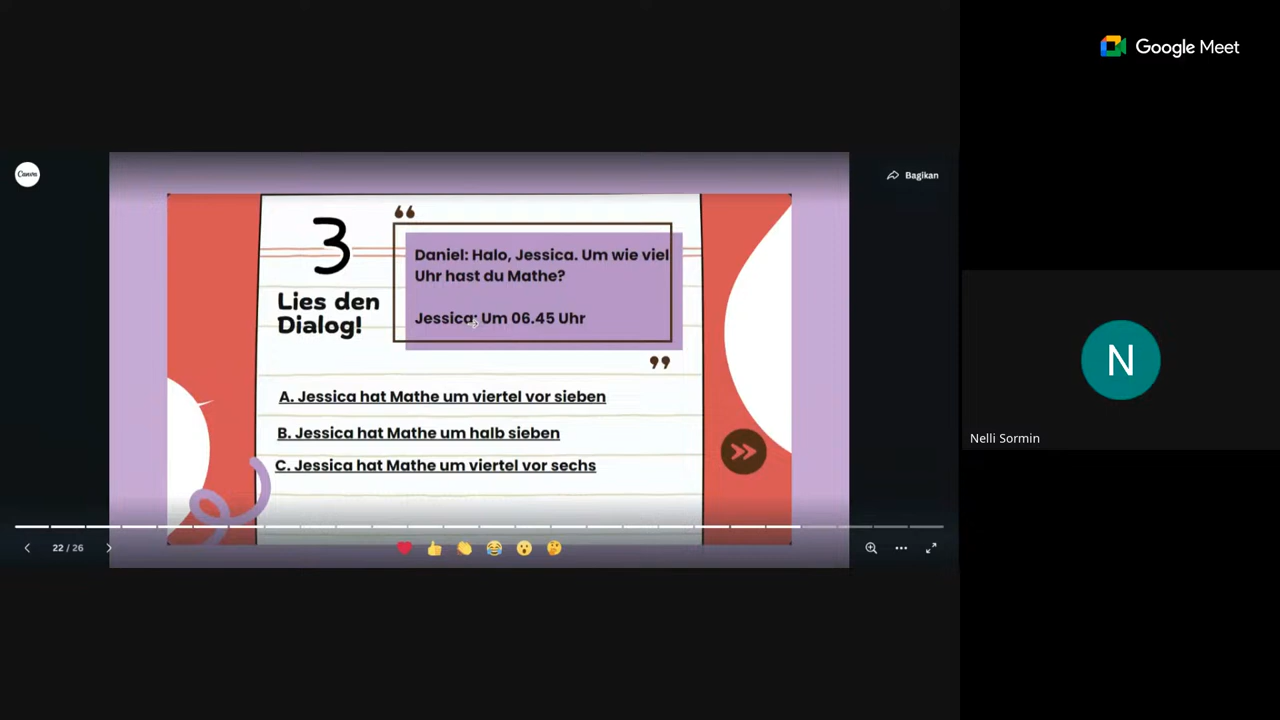 Google Meet
Canva
Bagikan
3
Lies den
Dialog!
“
Daniel: Halo, Jessica. Um wie viel
Uhr hast du Mathe?
Jessica: Um 06.45 Uhr
”
A. Jessica hat Mathe um viertel vor sieben
B. Jessica hat Mathe um halb sieben
C. Jessica hat Mathe um viertel vor sechs
22 / 26
N
Nelli Sormin